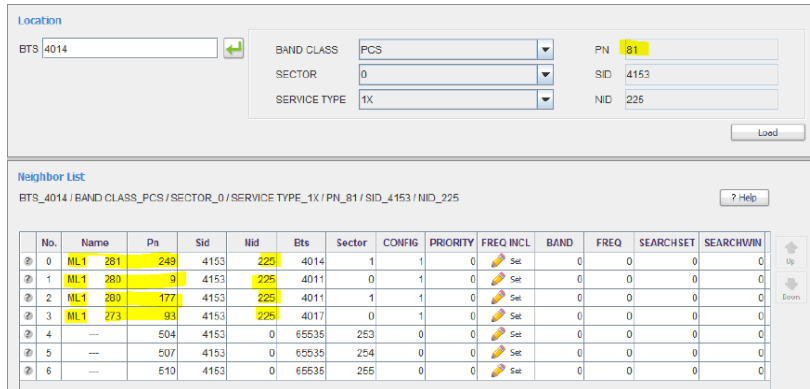 Location
BTS 4014 BAND CLASS PCS PN 81
SECTOR 0 SID 4153
SERVICE TYPE 1X NID 225
Load
Neighbor List
BTS_4014 / BAND CLASS_PCS / SECTOR_0 / SERVICE TYPE_1X / PN_81 / SID_4153 / NID_225 ? Help
No. Name Pn Sid Nid Bts Sector CONFIG PRIORITY FREQ INCL BAND FREQ SEARCHSET SEARCHWIN
0 ML1 281 249 4153 225 4014 1 1 0 Set 0 0 0 0 Up
1 ML1 280 9 4153 225 4011 0 1 0 Set 0 0 0 0
2 ML1 280 177 4153 225 4011 1 1 0 Set 0 0 0 0 Down
3 ML1 273 93 4153 225 4017 0 1 0 Set 0 0 0 0
4 --- 504 4153 0 65535 253 0 0 Set 0 0 0 0
5 --- 507 4153 0 65535 254 0 0 Set 0 0 0 0
6 --- 510 4153 0 65535 255 0 0 Set 0 0 0 0